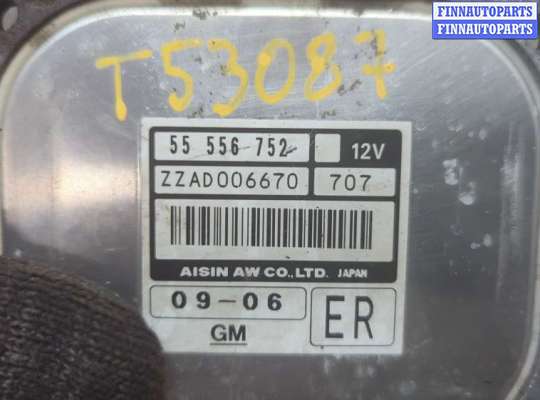 FINNAUTOPARTS
FINNAUTOPARTS
T53087
55 556 752 12V
ZZAD006670 707
AISIN AW CO.,LTD. JAPAN
09-06 ER
GM